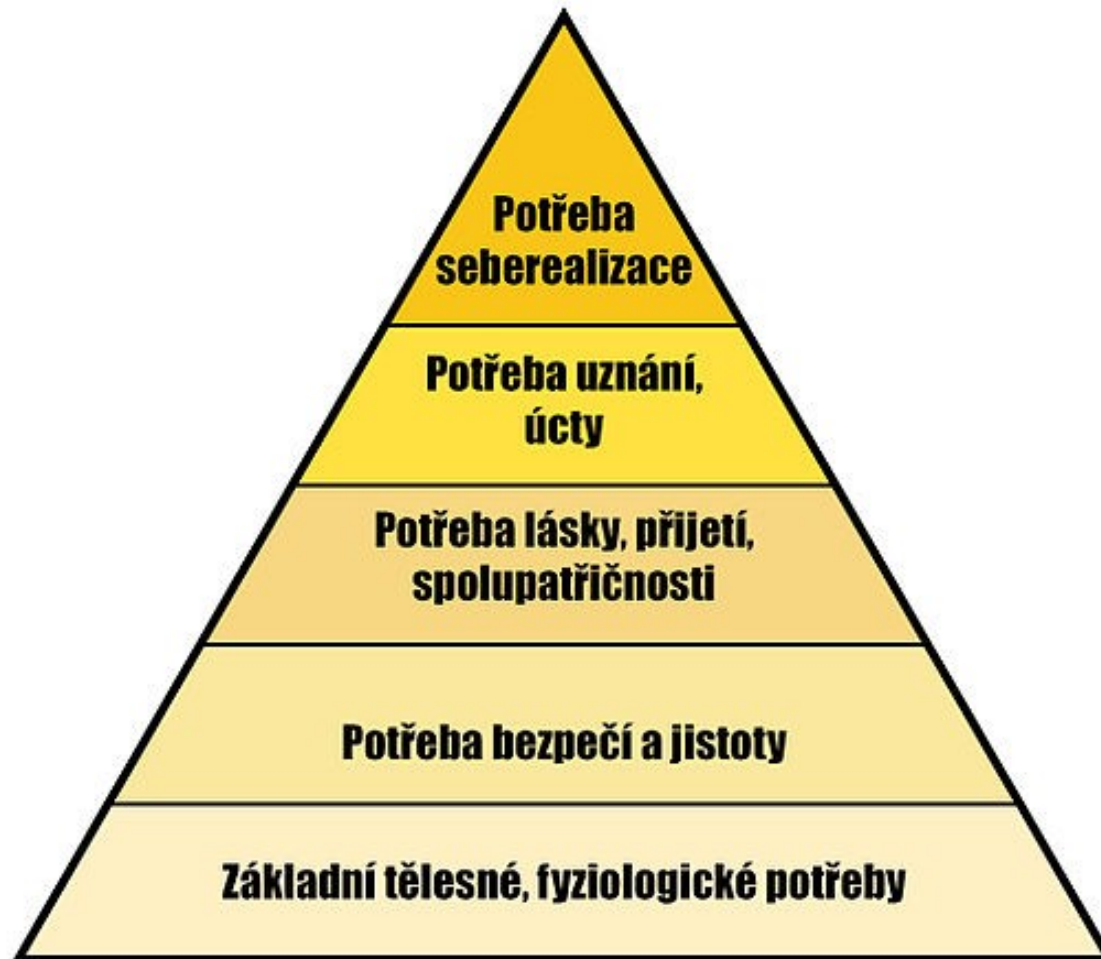 Potřeba
seberealizace
Potřeba uznání,
úcty
Potřeba lásky, přijetí,
spolupatřičnosti
Potřeba bezpečí a jistoty
Základní tělesné, fyziologické potřeby